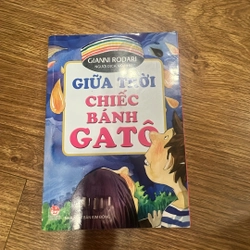 GIANNI RODARI
GIỮA TRỜI
CHIẾC
BÁNH
GATÔ